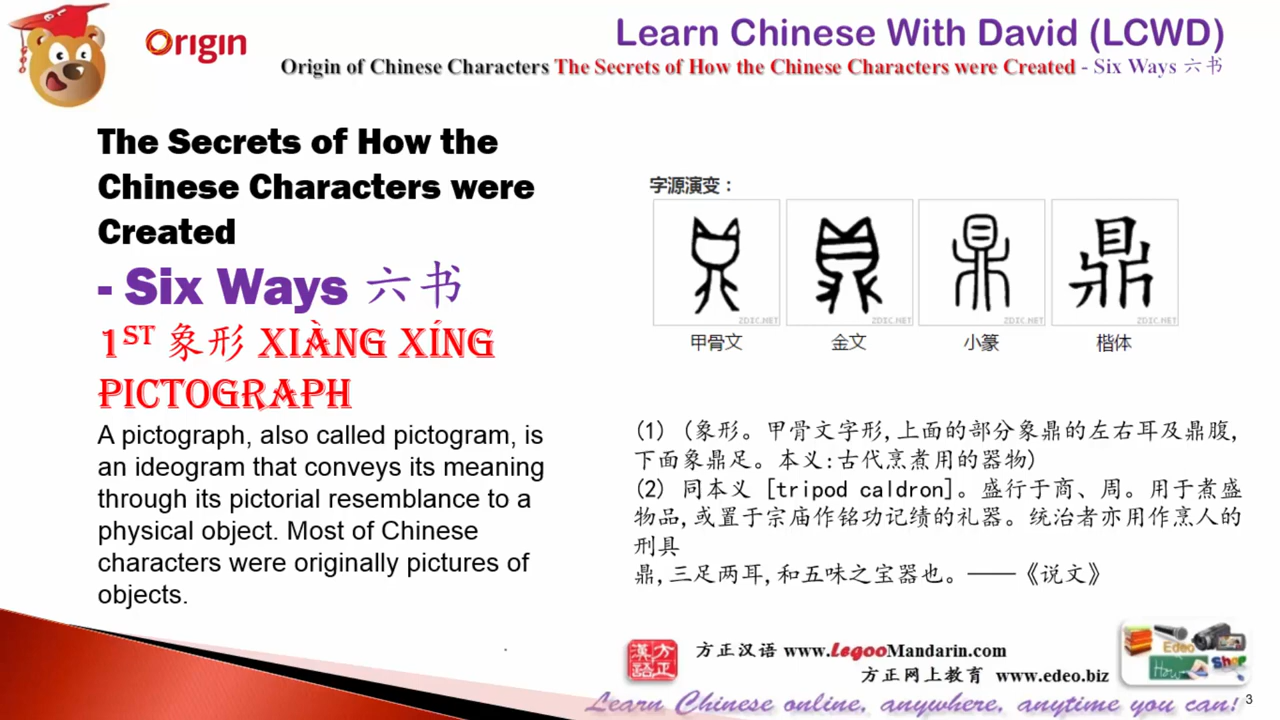 Origin
Learn Chinese With David (LCWD)
Origin of Chinese Characters The Secrets of How the Chinese Characters were Created - Six Ways 六书
The Secrets of How the
Chinese Characters were
Created
- Six Ways 六书
1ST 象形 XIÀNG XÍNG
PICTOGRAPH
A pictograph, also called pictogram, is
an ideogram that conveys its meaning
through its pictorial resemblance to a
physical object. Most of Chinese
characters were originally pictures of
objects.
字源演变：
鼎 鼎
ZDIC.NET ZDIC.NET ZDIC.NET ZDIC.NET
甲骨文 金文 小篆 楷体
(1) (象形。甲骨文字形,上面的部分象鼎的左右耳及鼎腹,
下面象鼎足。本义:古代烹煮用的器物)
(2) 同本义 [tripod caldron]。盛行于商、周。用于煮盛
物品,或置于宗庙作铭功记绩的礼器。统治者亦用作烹人的
刑具
鼎,三足两耳,和五味之宝器也。——《说文》
漢語方正
方正汉语 www.LegooMandarin.com
方正网上教育 www.edeo.biz
Edeo
How
Shop
Learn Chinese online, anywhere, anytime you can!
3